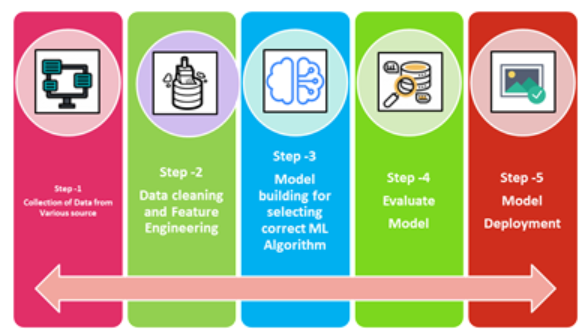 Step -1
Collection of Data from
Various source
Step -2
Data cleaning
and Feature
Engineering
Step -3
Model
building for
selecting
correct ML
Algorithm
Step -4
Evaluate
Model
Step -5
Model
Deployment